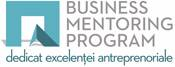 BUSINESS
MENTORING
PROGRAM
dedicat excelenței antreprenoriale